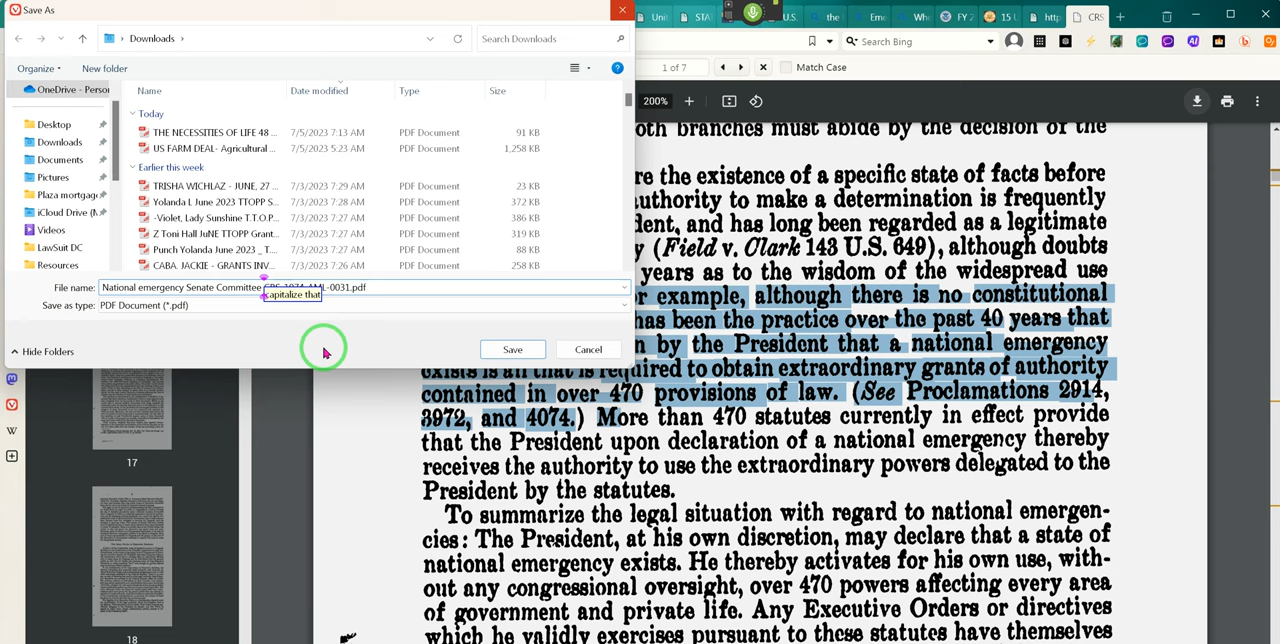 Save As
Unit
STA
U.S.
the
Eme
Whe
FY 2
15 U
http
CRS
Downloads
Search Downloads
Search Bing
Organize
New folder
1 of 7
Match Case
OneDrive - Person
Name
Date modified
Type
Size
200%
Today
Desktop
THE NECESSITIES OF LIFE 48 ...
7/5/2023 7:13 AM
PDF Document
91 KB
Downloads
US FARM DEAL- Agricultural ...
7/5/2023 5:23 AM
PDF Document
1,258 KB
Documents
Earlier this week
Pictures
TRISHA WICHLAZ - JUNE, 27 ...
7/3/2023 7:29 AM
PDF Document
23 KB
Plaza mortgage
Yolanda L June 2023 TTOPP S...
7/3/2023 7:28 AM
PDF Document
372 KB
iCloud Drive (M
-Violet, Lady Sunshine T.T.O.P...
7/3/2023 7:27 AM
PDF Document
386 KB
Videos
Z Toni Hall JuNE TTOPP Grant...
7/3/2023 7:27 AM
PDF Document
319 KB
LawSuit DC
Punch Yolanda June 2023 _ T...
7/3/2023 7:27 AM
PDF Document
88 KB
Resources
CABA. JACKIE - GRANTS INV...
7/3/2023 7:26 AM
PDF Document
258 KB
File name:
National emergency Senate Committee CRS-1974-AML-0031.pdf
capitalize that
Save as type:
PDF Document (*.pdf)
Hide Folders
Save
Cancel
W
17
18
oth branches must abide by the decision of the
re the existence of a specific state of facts before
uthority to make a determination is frequently
dent, and has long been regarded as a legitimate
y (Field v. Clark 143 U.S. 649), although doubts
years as to the wisdom of the widespread use
r example, although there is no constitutional
has been the practice over the past 40 years that
n by the President that a national emergency
exists is all that is required to obtain extraordinary grants of authority
contained in over 470 provisions of law. (See Proclamations 2914,
3972, and 4074.) More than 470 statutes currently in effect provide
that the President upon declaration of a national emergency thereby
receives the authority to use the extraordinary powers delegated to the
President by the statutes.
To summarize the legal situation with regard to national emergen-
cies: The President, at his own discretion, may declare that a state of
national emergency exists. He thereby activates for his own use, with-
out any congressional oversight, over 470 powers affecting every area
of government and private life. Any Executive Orders or directives
which he validly exercises pursuant to these statutes have themselves